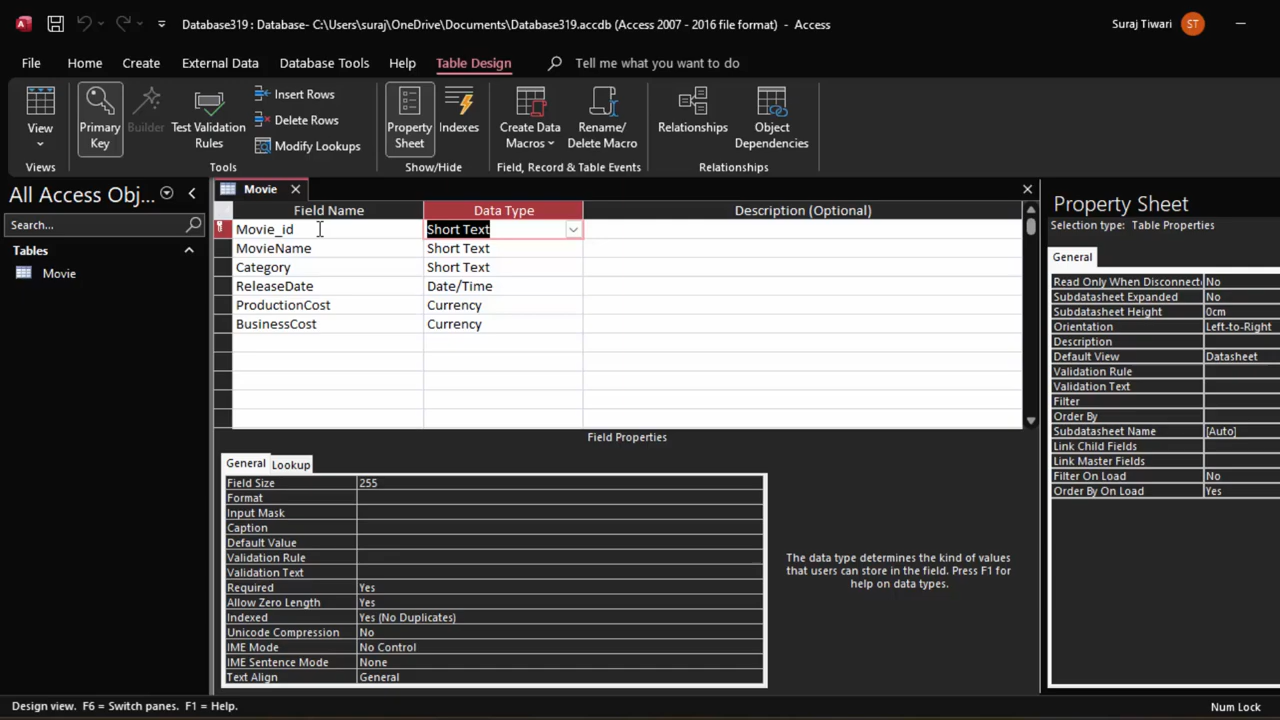 Database319 : Database- C:\Users\suraj\OneDrive\Documents\Database319.accdb (Access 2007 - 2016 file format) - Access
Suraj Tiwari ST
File Home Create External Data Database Tools Help Table Design Tell me what you want to do
View
Primary Key
Builder
Test Validation Rules
Insert Rows
Delete Rows
Modify Lookups
Property Sheet
Indexes
Create Data Macros
Rename/ Delete Macro
Relationships
Object Dependencies
Views Tools Show/Hide Field, Record & Table Events Relationships
All Access Obj...
Search...
Tables
Movie
Movie
Field Name Data Type Description (Optional)
Movie_id Short Text
MovieName Short Text
Category Short Text
ReleaseDate Date/Time
ProductionCost Currency
BusinessCost Currency
Field Properties
General Lookup
Field Size 255
Format
Input Mask
Caption
Default Value
Validation Rule
Validation Text
Required Yes
Allow Zero Length Yes
Indexed Yes (No Duplicates)
Unicode Compression No
IME Mode No Control
IME Sentence Mode None
Text Align General
The data type determines the kind of values
that users can store in the field. Press F1 for
help on data types.
Property Sheet
Selection type: Table Properties
General
Read Only When Disconnect No
Subdatasheet Expanded No
Subdatasheet Height 0cm
Orientation Left-to-Right
Description
Default View Datasheet
Validation Rule
Validation Text
Filter
Order By
Subdatasheet Name [Auto]
Link Child Fields
Link Master Fields
Filter On Load No
Order By On Load Yes
Design view. F6 = Switch panes. F1 = Help.
Num Lock